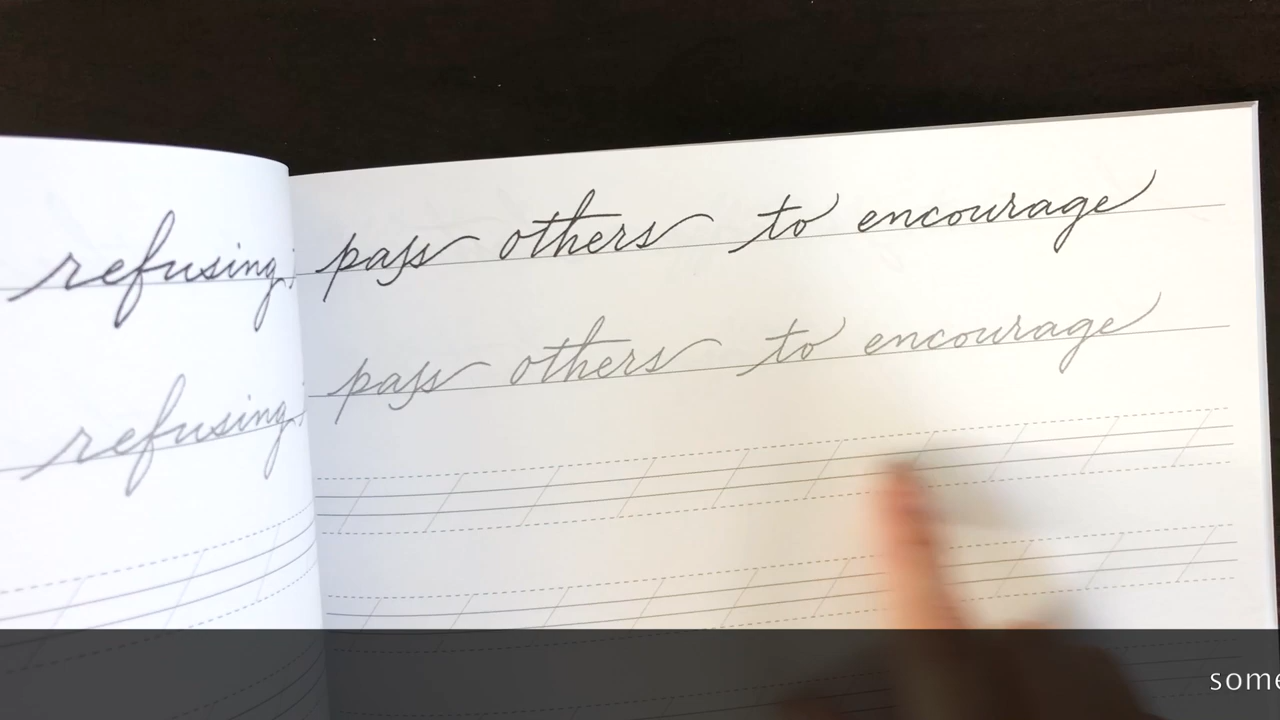 refusing
refusing
pass others to encourage
pass others to encourage
some